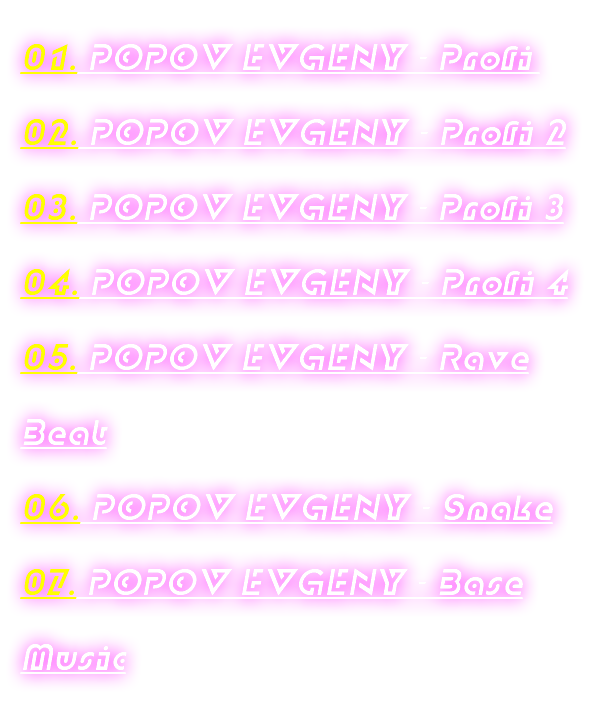 01. POPOV EVGENY - Profi
02. POPOV EVGENY - Profi 2
03. POPOV EVGENY - Profi 3
04. POPOV EVGENY - Profi 4
05. POPOV EVGENY - Rave
Beat
06. POPOV EVGENY - Snake
07. POPOV EVGENY - Base
Music